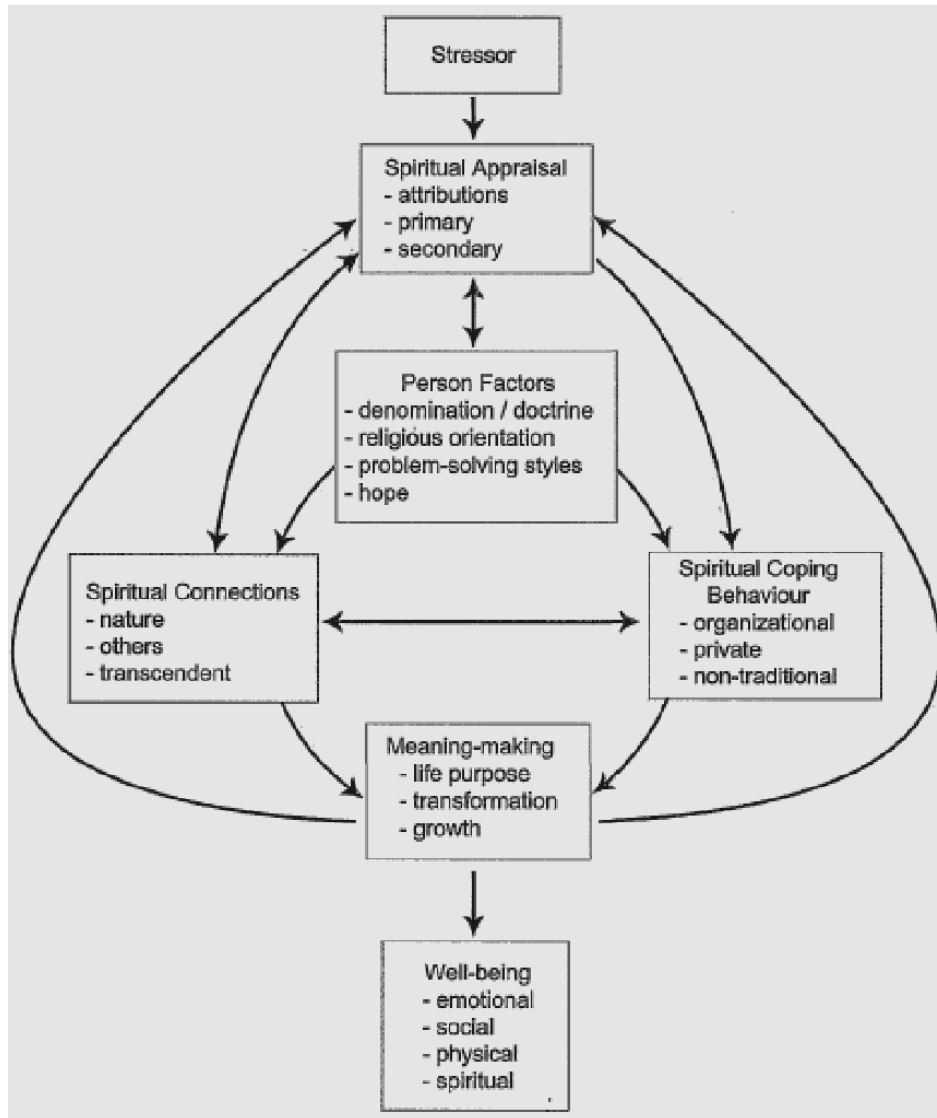 Stressor
Spiritual Appraisal
- attributions
- primary
- secondary
Person Factors
- denomination / doctrine
- religious orientation
- problem-solving styles
- hope
Spiritual Connections
- nature
- others
- transcendent
Spiritual Coping
Behaviour
- organizational
- private
- non-traditional
Meaning-making
- life purpose
- transformation
- growth
Well-being
- emotional
- social
- physical
- spiritual